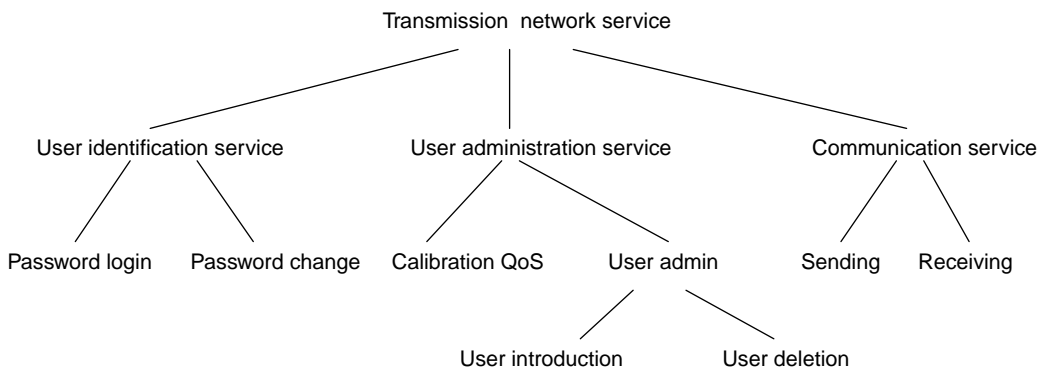 Transmission network service
User identification service
User administration service
Communication service
Password login
Password change
Calibration QoS
User admin
Sending
Receiving
User introduction
User deletion